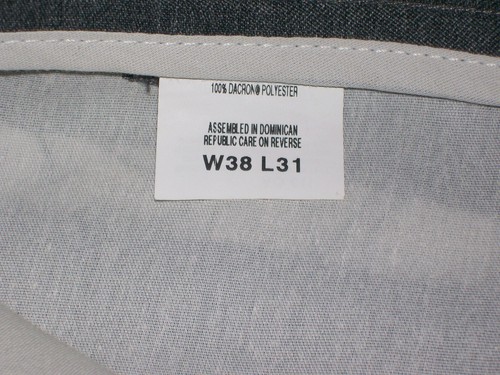 100% DACRON® POLYESTER
ASSEMBLED IN DOMINICAN
REPUBLIC CARE ON REVERSE
W38 L31